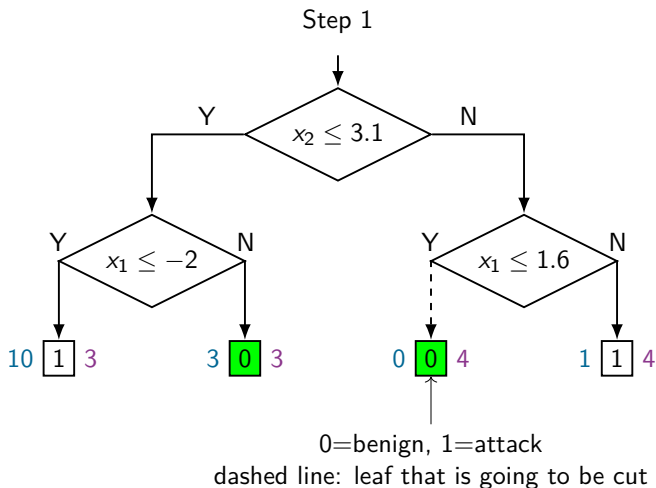 Step 1
Y
x₂ ≤ 3.1
N
Y
x₁ ≤ −2
N
Y
x₁ ≤ 1.6
N
10 1 3
3 0 3
0 0 4
1 1 4
0=benign, 1=attack
dashed line: leaf that is going to be cut